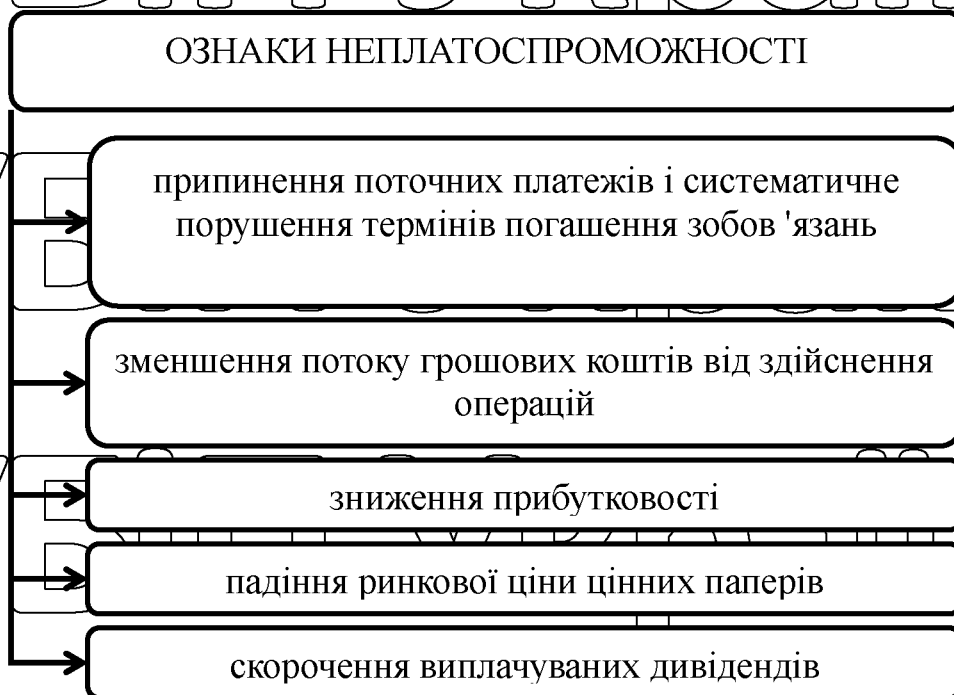 ОЗНАКИ НЕПЛАТОСПРОМОЖНОСТІ
припинення поточних платежів і систематичне
порушення термінів погашення зобов 'язань
зменшення потоку грошових коштів від здійснення
операцій
зниження прибутковості
падіння ринкової ціни цінних паперів
скорочення виплачуваних дивідендів